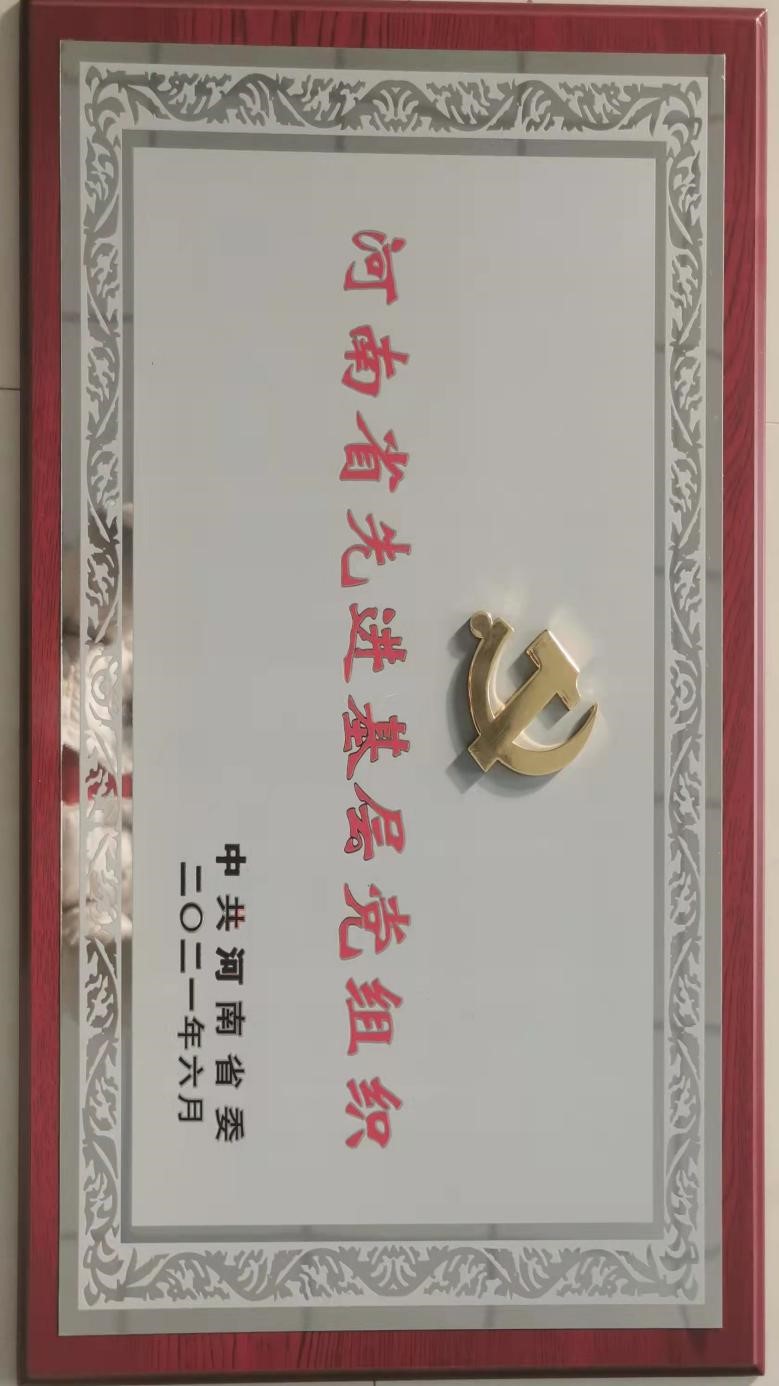 河南省先进基层党组织
中共河南省委
二〇二一年六月